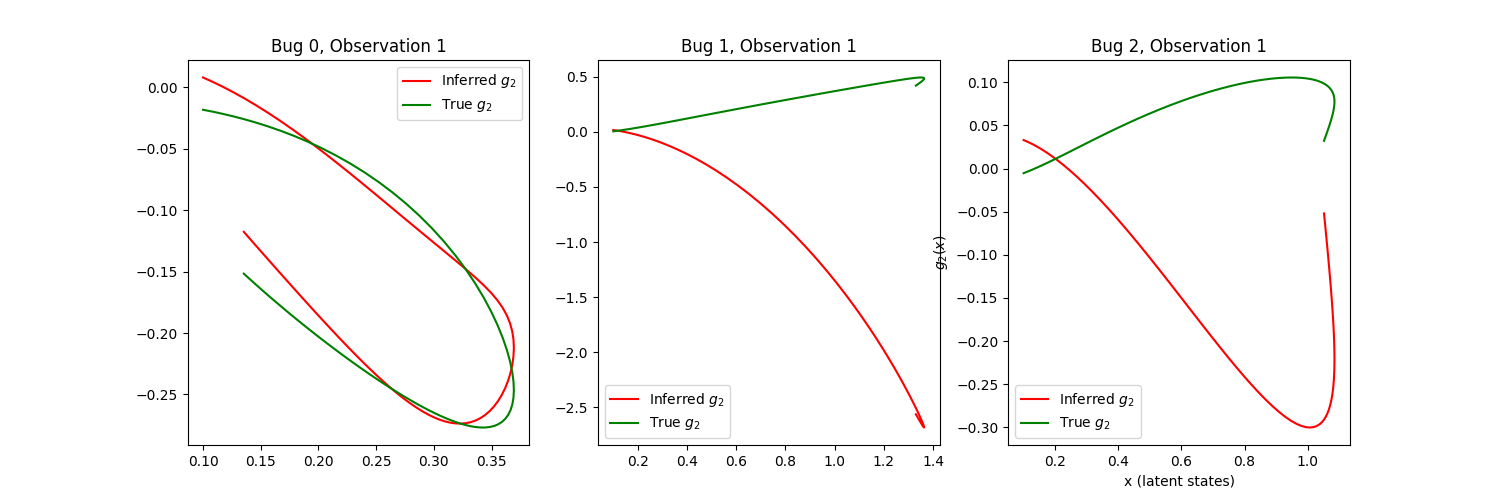 Bug 0, Observation 1
Inferred g₂
True g₂
0.00
−0.05
−0.10
−0.15
−0.20
−0.25
0.10 0.15 0.20 0.25 0.30 0.35
Bug 1, Observation 1
0.5
0.0
−0.5
−1.0
−1.5
−2.0
−2.5
Inferred g₂
True g₂
0.2 0.4 0.6 0.8 1.0 1.2 1.4
Bug 2, Observation 1
g₂(x)
0.10
0.05
0.00
−0.05
−0.10
−0.15
−0.20
−0.25
−0.30
Inferred g₂
True g₂
0.2 0.4 0.6 0.8 1.0
x (latent states)